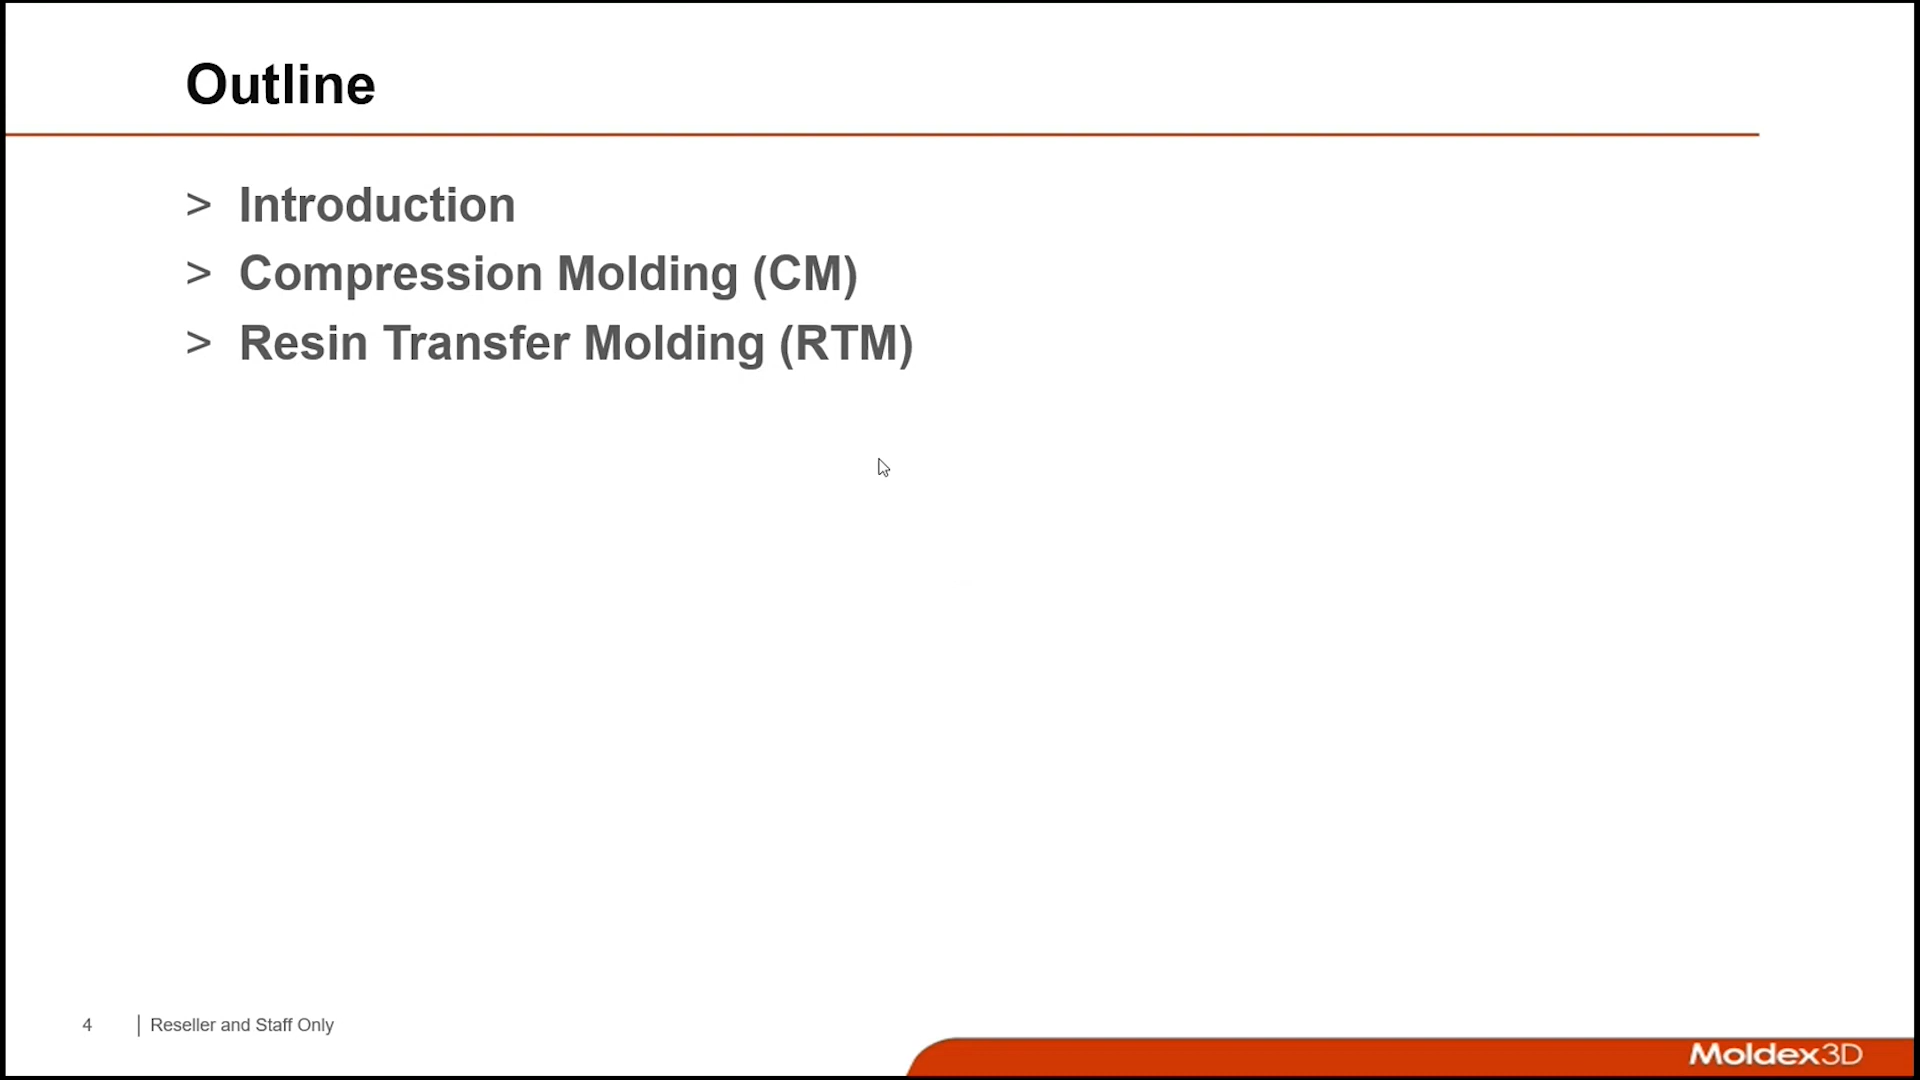 Outline
> Introduction
> Compression Molding (CM)
> Resin Transfer Molding (RTM)
4 | Reseller and Staff Only
Moldex3D